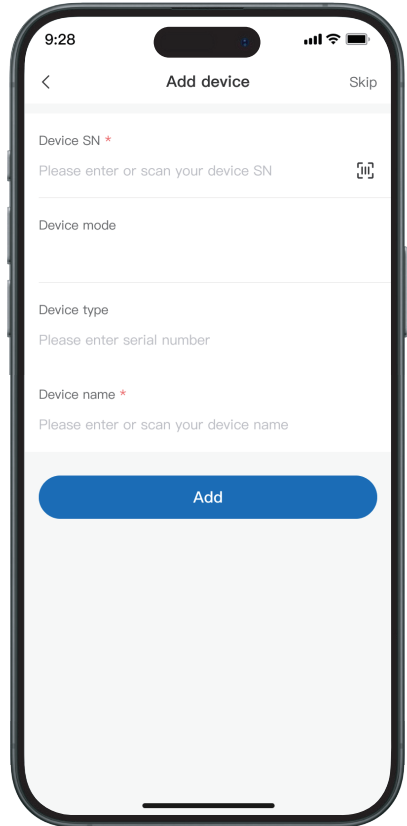 9:28
Add device
Skip
Device SN *
Please enter or scan your device SN
Device mode
Device type
Please enter serial number
Device name *
Please enter or scan your device name
Add